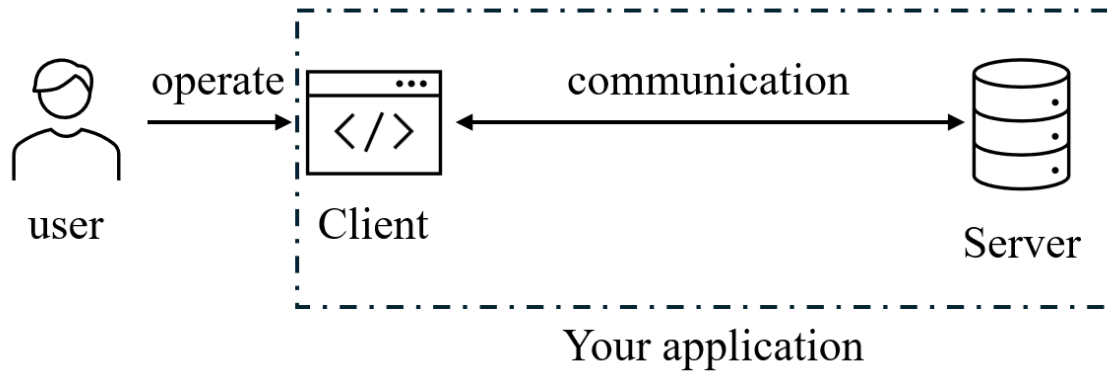 operate
communication
</>
user
Client
Server
Your application